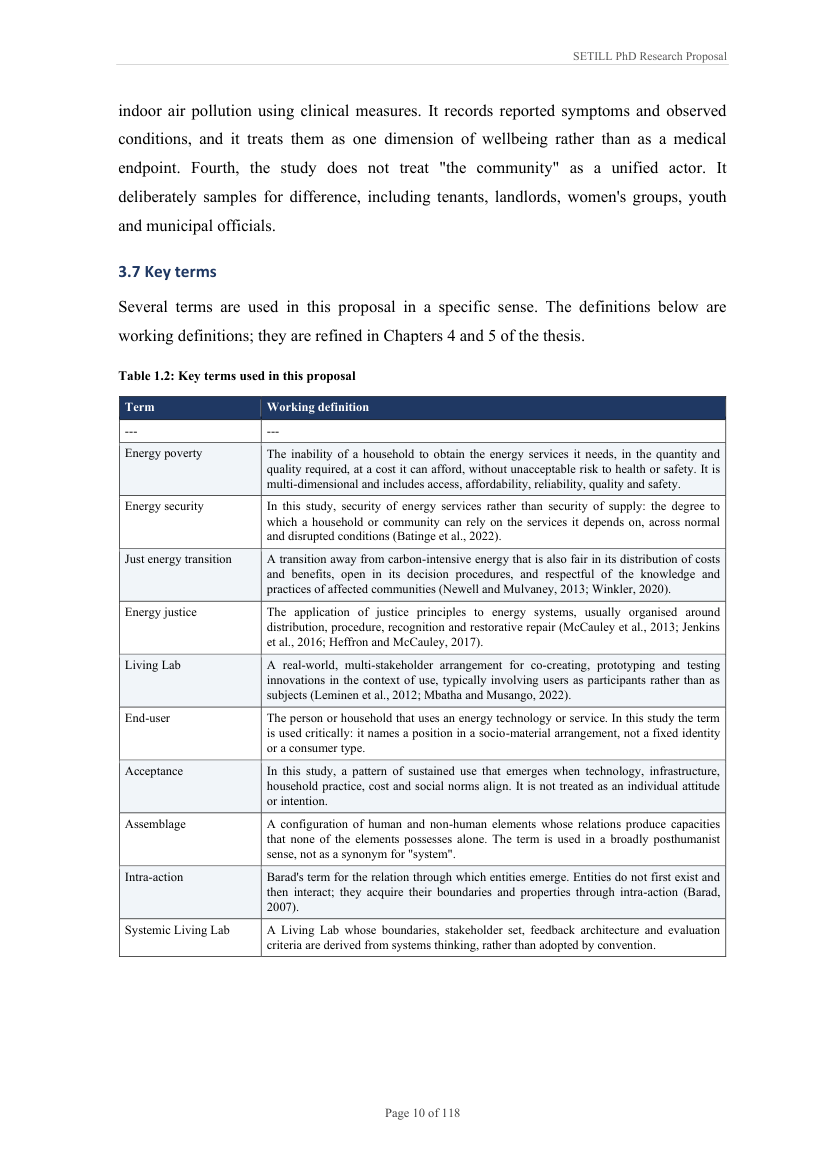 SETILL PhD Research Proposal
indoor air pollution using clinical measures. It records reported symptoms and observed
conditions, and it treats them as one dimension of wellbeing rather than as a medical
endpoint. Fourth, the study does not treat "the community" as a unified actor. It
deliberately samples for difference, including tenants, landlords, women's groups, youth
and municipal officials.
3.7 Key terms
Several terms are used in this proposal in a specific sense. The definitions below are
working definitions; they are refined in Chapters 4 and 5 of the thesis.
Table 1.2: Key terms used in this proposal
Term Working definition
--- ---
Energy poverty The inability of a household to obtain the energy services it needs, in the quantity and
quality required, at a cost it can afford, without unacceptable risk to health or safety. It is
multi-dimensional and includes access, affordability, reliability, quality and safety.
Energy security In this study, security of energy services rather than security of supply: the degree to
which a household or community can rely on the services it depends on, across normal
and disrupted conditions (Batinge et al., 2022).
Just energy transition A transition away from carbon-intensive energy that is also fair in its distribution of costs
and benefits, open in its decision procedures, and respectful of the knowledge and
practices of affected communities (Newell and Mulvaney, 2013; Winkler, 2020).
Energy justice The application of justice principles to energy systems, usually organised around
distribution, procedure, recognition and restorative repair (McCauley et al., 2013; Jenkins
et al., 2016; Heffron and McCauley, 2017).
Living Lab A real-world, multi-stakeholder arrangement for co-creating, prototyping and testing
innovations in the context of use, typically involving users as participants rather than as
subjects (Leminen et al., 2012; Mbatha and Musango, 2022).
End-user The person or household that uses an energy technology or service. In this study the term
is used critically: it names a position in a socio-material arrangement, not a fixed identity
or a consumer type.
Acceptance In this study, a pattern of sustained use that emerges when technology, infrastructure,
household practice, cost and social norms align. It is not treated as an individual attitude
or intention.
Assemblage A configuration of human and non-human elements whose relations produce capacities
that none of the elements possesses alone. The term is used in a broadly posthumanist
sense, not as a synonym for "system".
Intra-action Barad's term for the relation through which entities emerge. Entities do not first exist and
then interact; they acquire their boundaries and properties through intra-action (Barad,
2007).
Systemic Living Lab A Living Lab whose boundaries, stakeholder set, feedback architecture and evaluation
criteria are derived from systems thinking, rather than adopted by convention.
Page 10 of 118